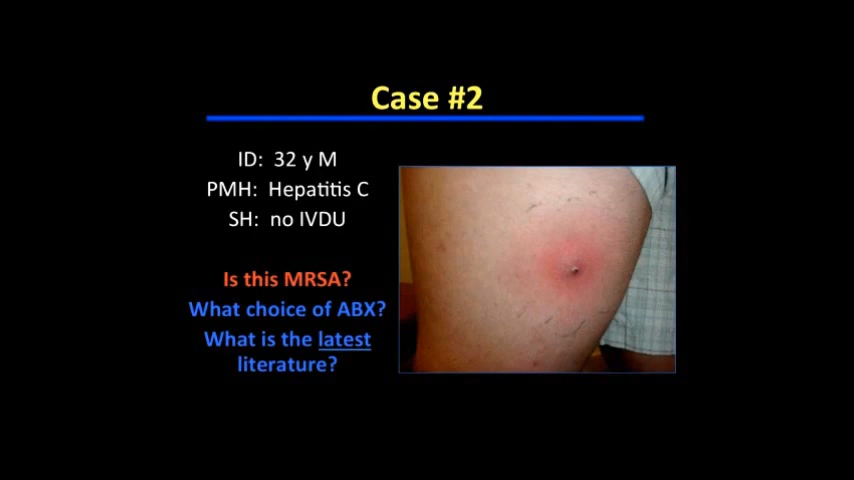 Case #2
ID: 32 y M
PMH: Hepatitis C
SH: no IVDU
Is this MRSA?
What choice of ABX?
What is the latest
literature?